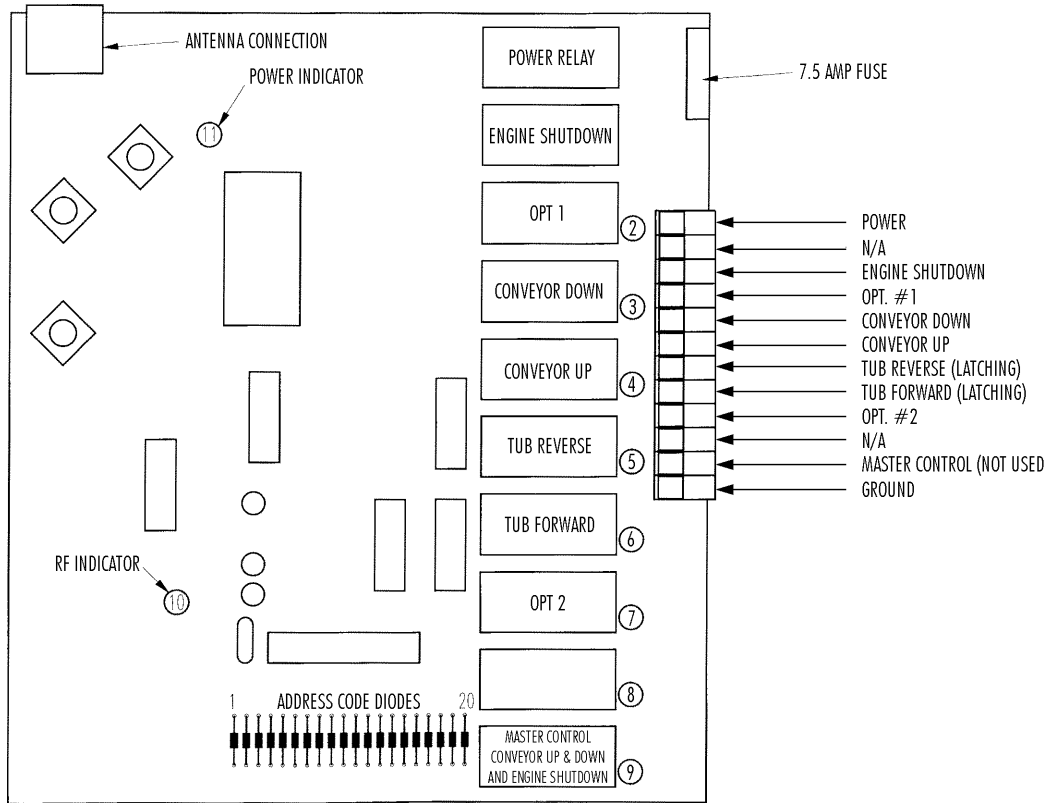 ANTENNA CONNECTION
POWER INDICATOR
11
POWER RELAY
7.5 AMP FUSE
ENGINE SHUTDOWN
OPT 1
2
CONVEYOR DOWN
3
CONVEYOR UP
4
TUB REVERSE
5
TUB FORWARD
6
OPT 2
7
8
MASTER CONTROL
CONVEYOR UP & DOWN
AND ENGINE SHUTDOWN
9
POWER
N/A
ENGINE SHUTDOWN
OPT. #1
CONVEYOR DOWN
CONVEYOR UP
TUB REVERSE (LATCHING)
TUB FORWARD (LATCHING)
OPT. #2
N/A
MASTER CONTROL (NOT USED
GROUND
RF INDICATOR
10
1 ADDRESS CODE DIODES 20